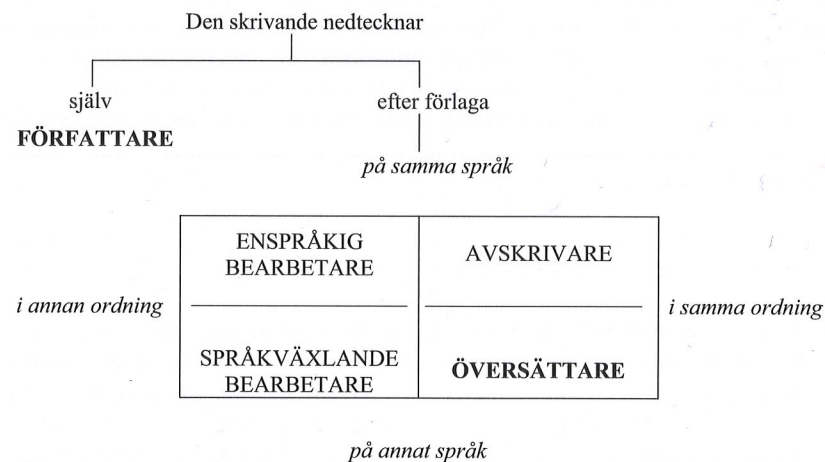 Den skrivande nedtecknar
själv
efter förlaga
FÖRFATTARE
på samma språk
ENSPRÅKIG
BEARBETARE
AVSKRIVARE
i annan ordning
i samma ordning
SPRÅKVÄXLANDE
BEARBETARE
ÖVERSÄTTARE
på annat språk